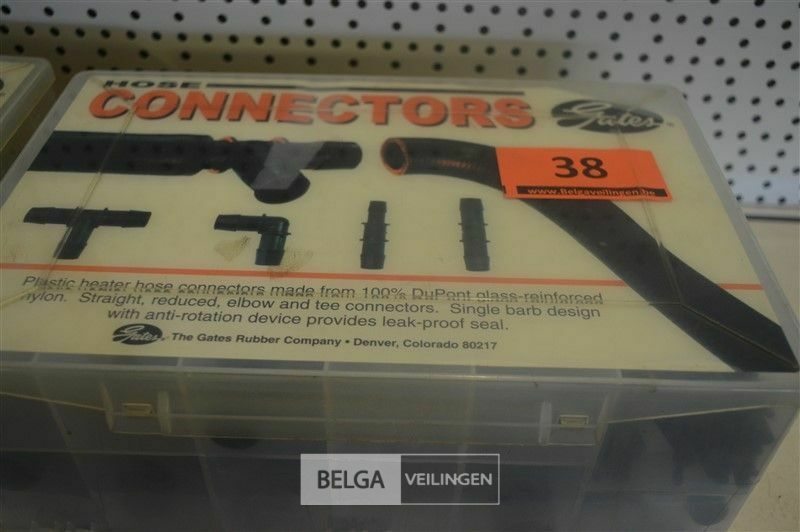 HOSE
CONNECTORS
Gates
38
www.Belgaveilingen.be
Plastic heater hose connectors made from 100% DuPont glass-reinforced
nylon. Straight, reduced, elbow and tee connectors. Single barb design
with anti-rotation device provides leak-proof seal.
Gates The Gates Rubber Company • Denver, Colorado 80217
BELGA VEILINGEN